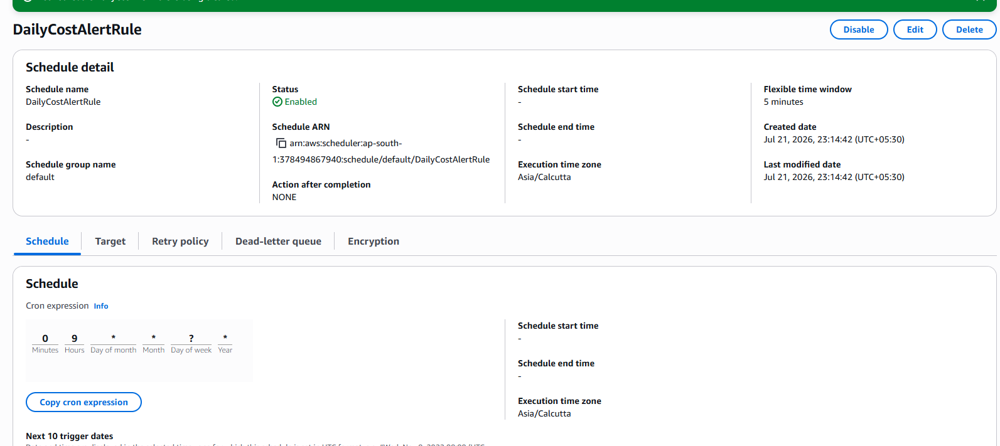 DailyCostAlertRule
Disable
Edit
Delete
Schedule detail
Schedule name
DailyCostAlertRule
Description
-
Schedule group name
default
Status
Enabled
Schedule ARN
arn:aws:scheduler:ap-south-
1:378494867940:schedule/default/DailyCostAlertRule
Action after completion
NONE
Schedule start time
-
Schedule end time
-
Execution time zone
Asia/Calcutta
Flexible time window
5 minutes
Created date
Jul 21, 2026, 23:14:42 (UTC+05:30)
Last modified date
Jul 21, 2026, 23:14:42 (UTC+05:30)
Schedule
Target
Retry policy
Dead-letter queue
Encryption
Schedule
Cron expression Info
0 9 * * ? *
Minutes Hours Day of month Month Day of week Year
Copy cron expression
Schedule start time
-
Schedule end time
-
Execution time zone
Asia/Calcutta
Next 10 trigger dates